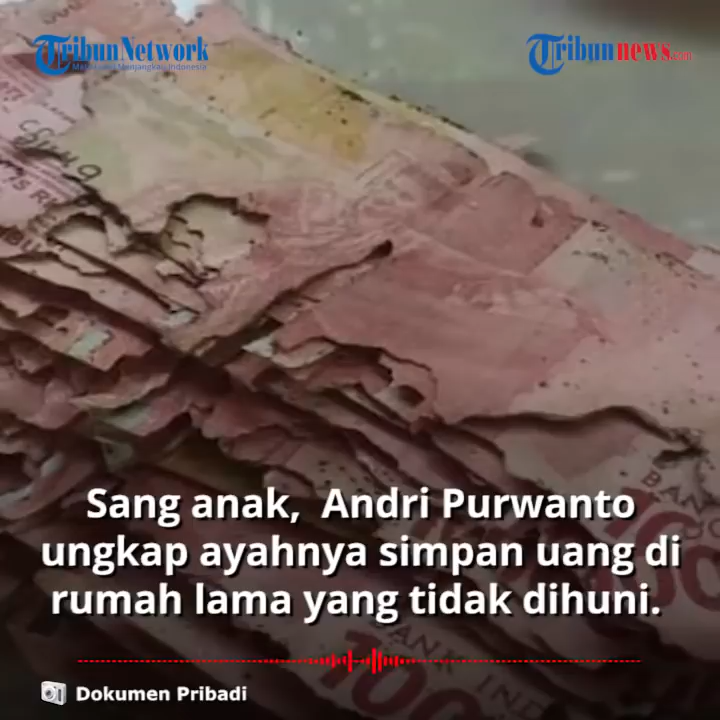 TribunNetwork
Tribunnews.com
Sang anak, Andri Purwanto
ungkap ayahnya simpan uang di
rumah lama yang tidak dihuni.
Dokumen Pribadi